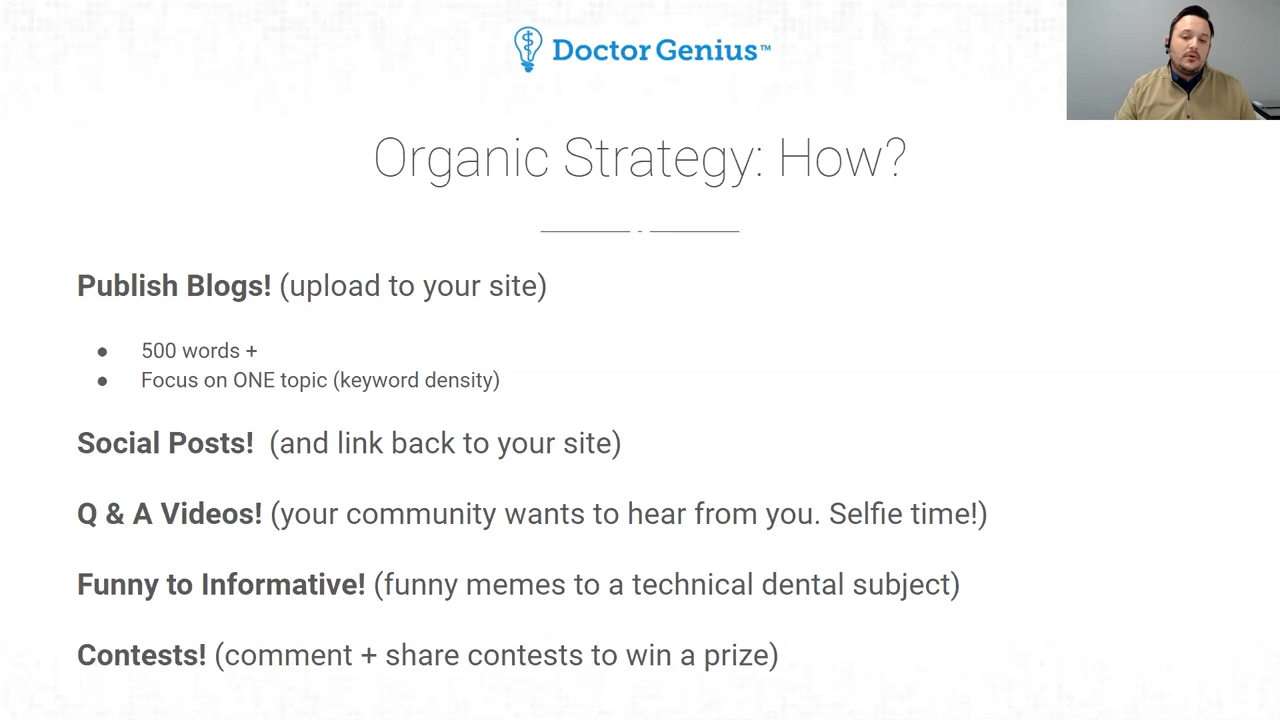 Doctor Genius™
Organic Strategy: How?
Publish Blogs! (upload to your site)
● 500 words +
● Focus on ONE topic (keyword density)
Social Posts! (and link back to your site)
Q & A Videos! (your community wants to hear from you. Selfie time!)
Funny to Informative! (funny memes to a technical dental subject)
Contests! (comment + share contests to win a prize)